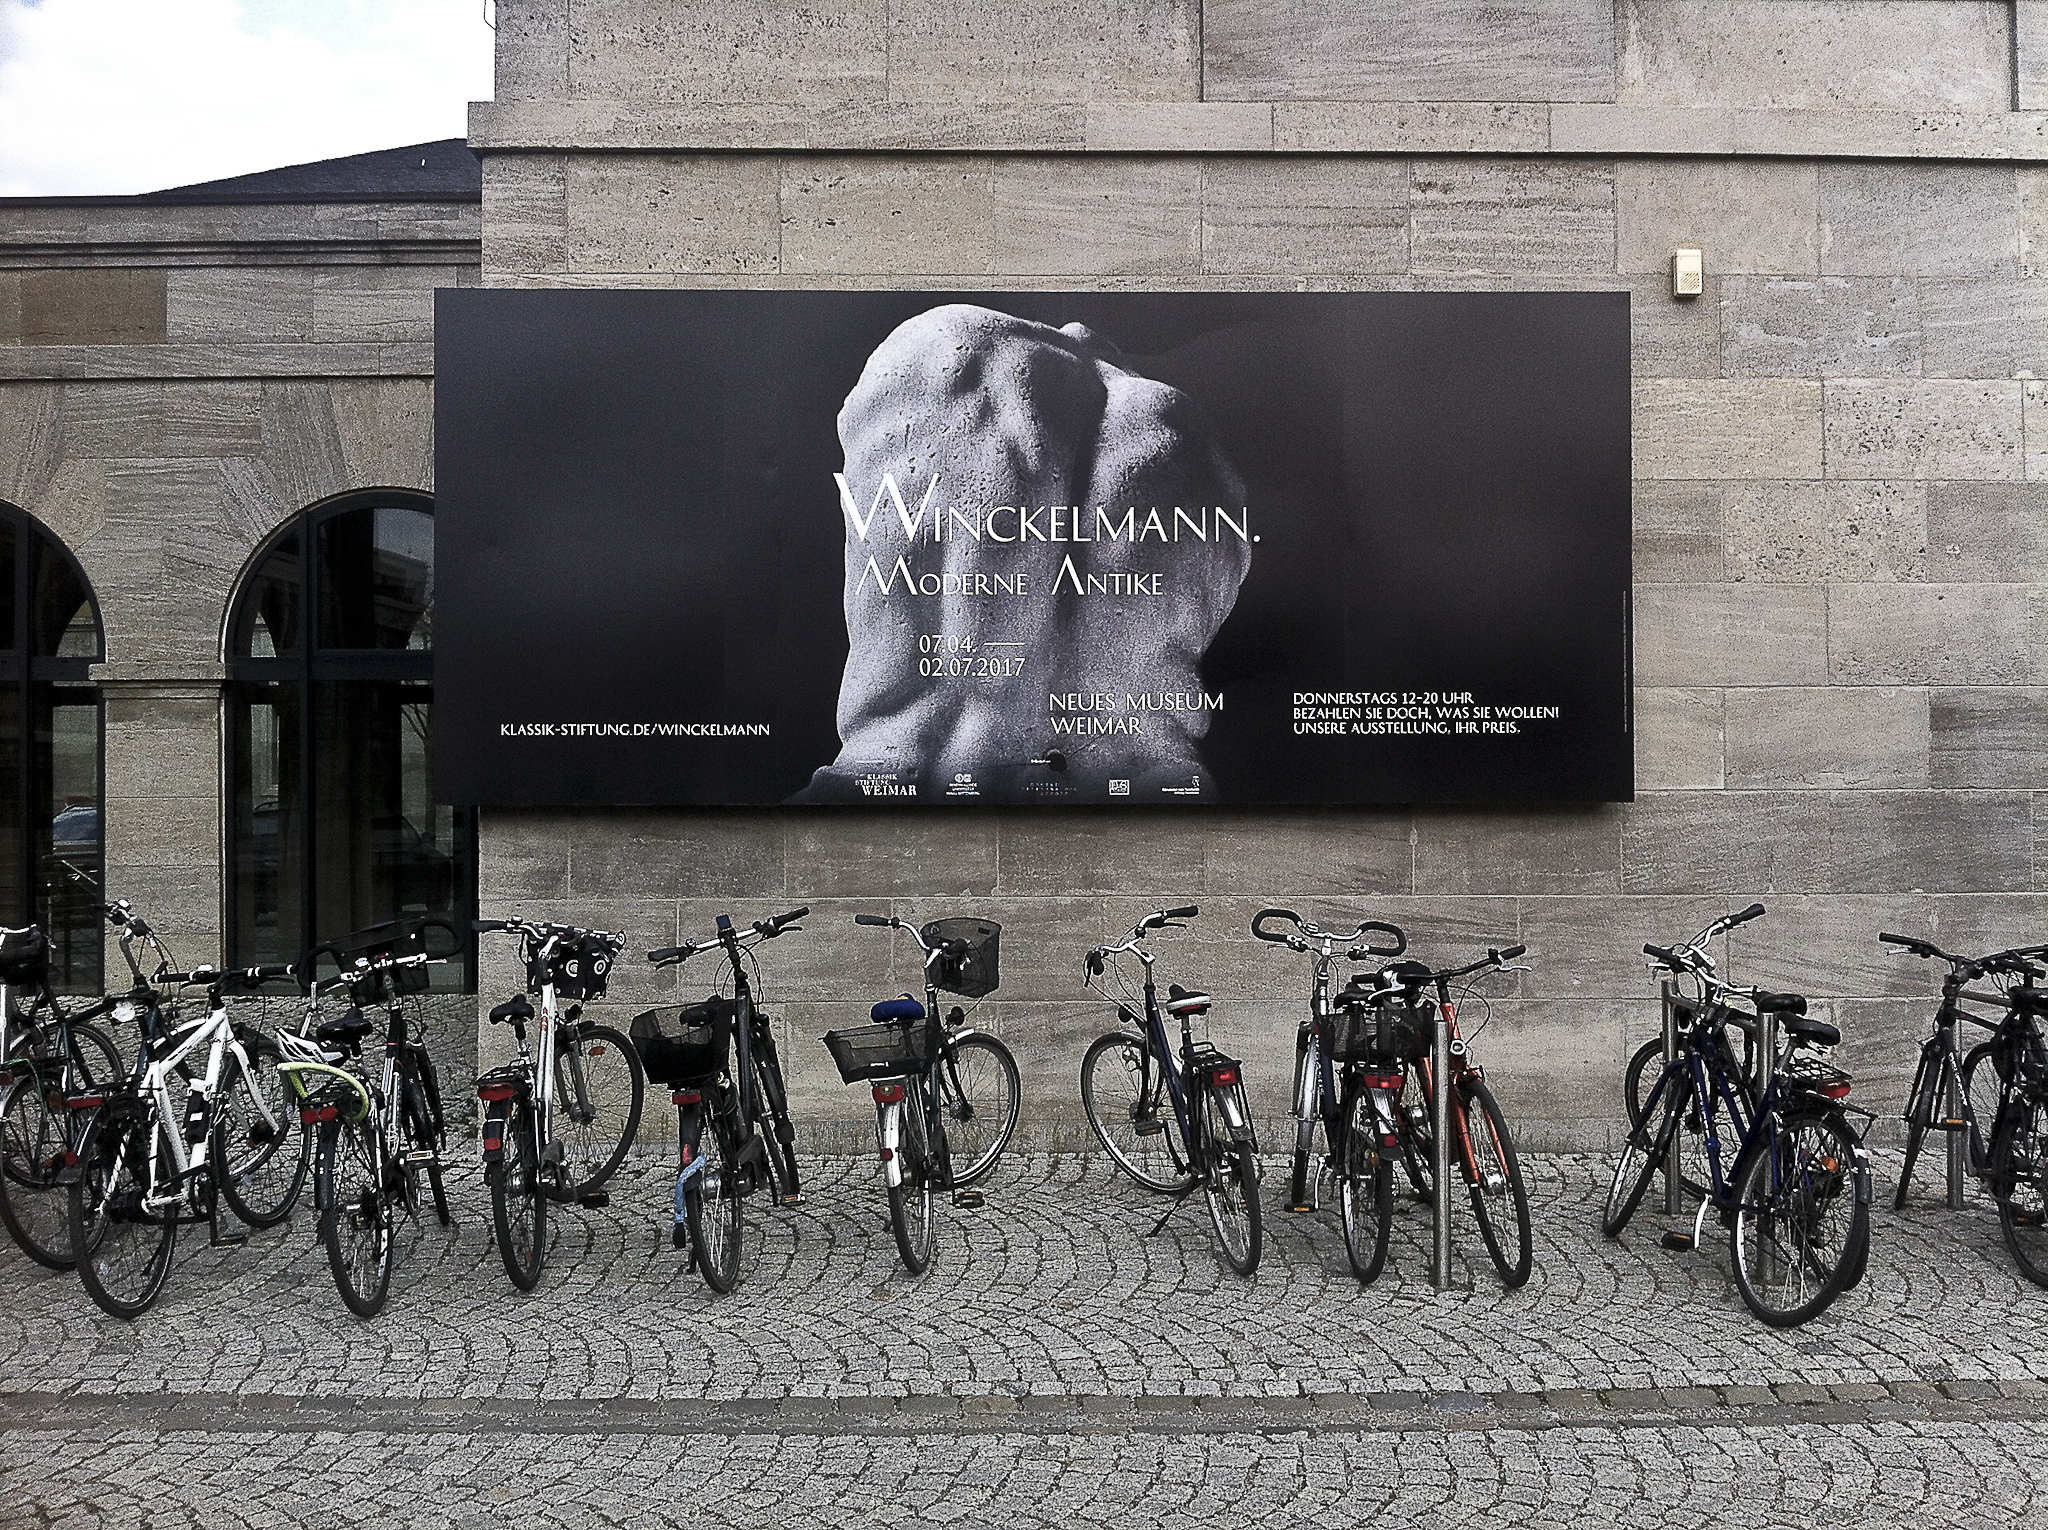 WINCKELMANN.
MODERNE ANTIKE
07.04. —
02.07.2017
NEUES MUSEUM
WEIMAR
KLASSIK-STIFTUNG.DE/WINCKELMANN
DONNERSTAGS 12-20 UHR
BEZAHLEN SIE DOCH, WAS SIE WOLLEN!
UNSERE AUSSTELLUNG, IHR PREIS.
KLASSIK
STIFTUNG
WEIMAR